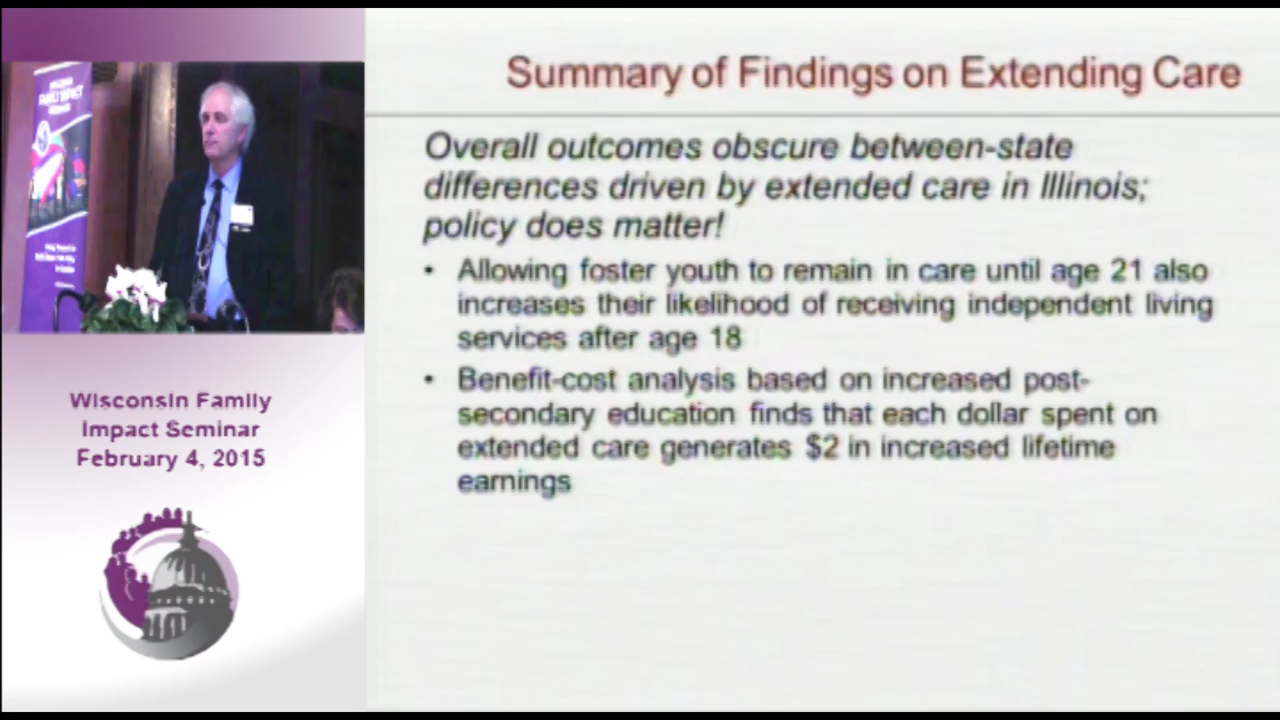 Summary of Findings on Extending Care
Overall outcomes obscure between-state
differences driven by extended care in Illinois;
policy does matter!
• Allowing foster youth to remain in care until age 21 also
increases their likelihood of receiving independent living
services after age 18
• Benefit-cost analysis based on increased post-
secondary education finds that each dollar spent on
extended care generates $2 in increased lifetime
earnings
Wisconsin Family
Impact Seminar
February 4, 2015